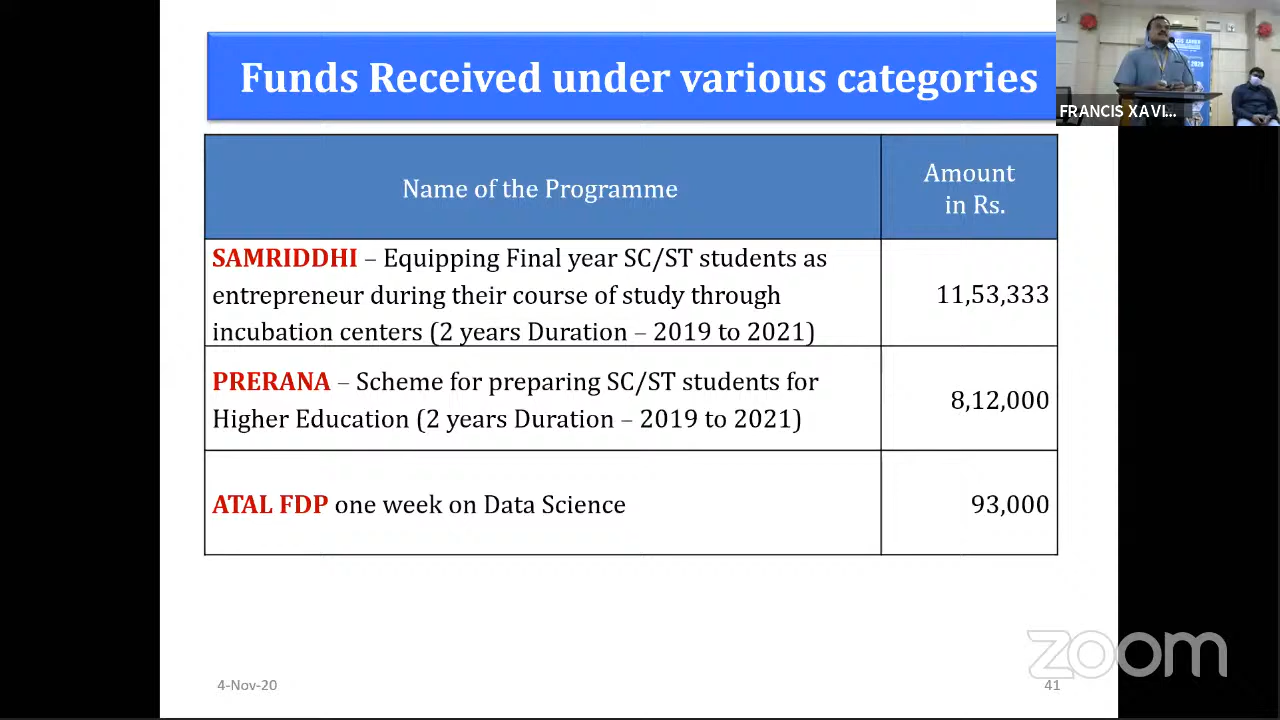 Funds Received under various categories
FRANCIS XAVI...
Name of the Programme
Amount
in Rs.
SAMRIDDHI – Equipping Final year SC/ST students as
entrepreneur during their course of study through
incubation centers (2 years Duration – 2019 to 2021)
11,53,333
PRERANA – Scheme for preparing SC/ST students for
Higher Education (2 years Duration – 2019 to 2021)
8,12,000
ATAL FDP one week on Data Science
93,000
zoom
4-Nov-20
41